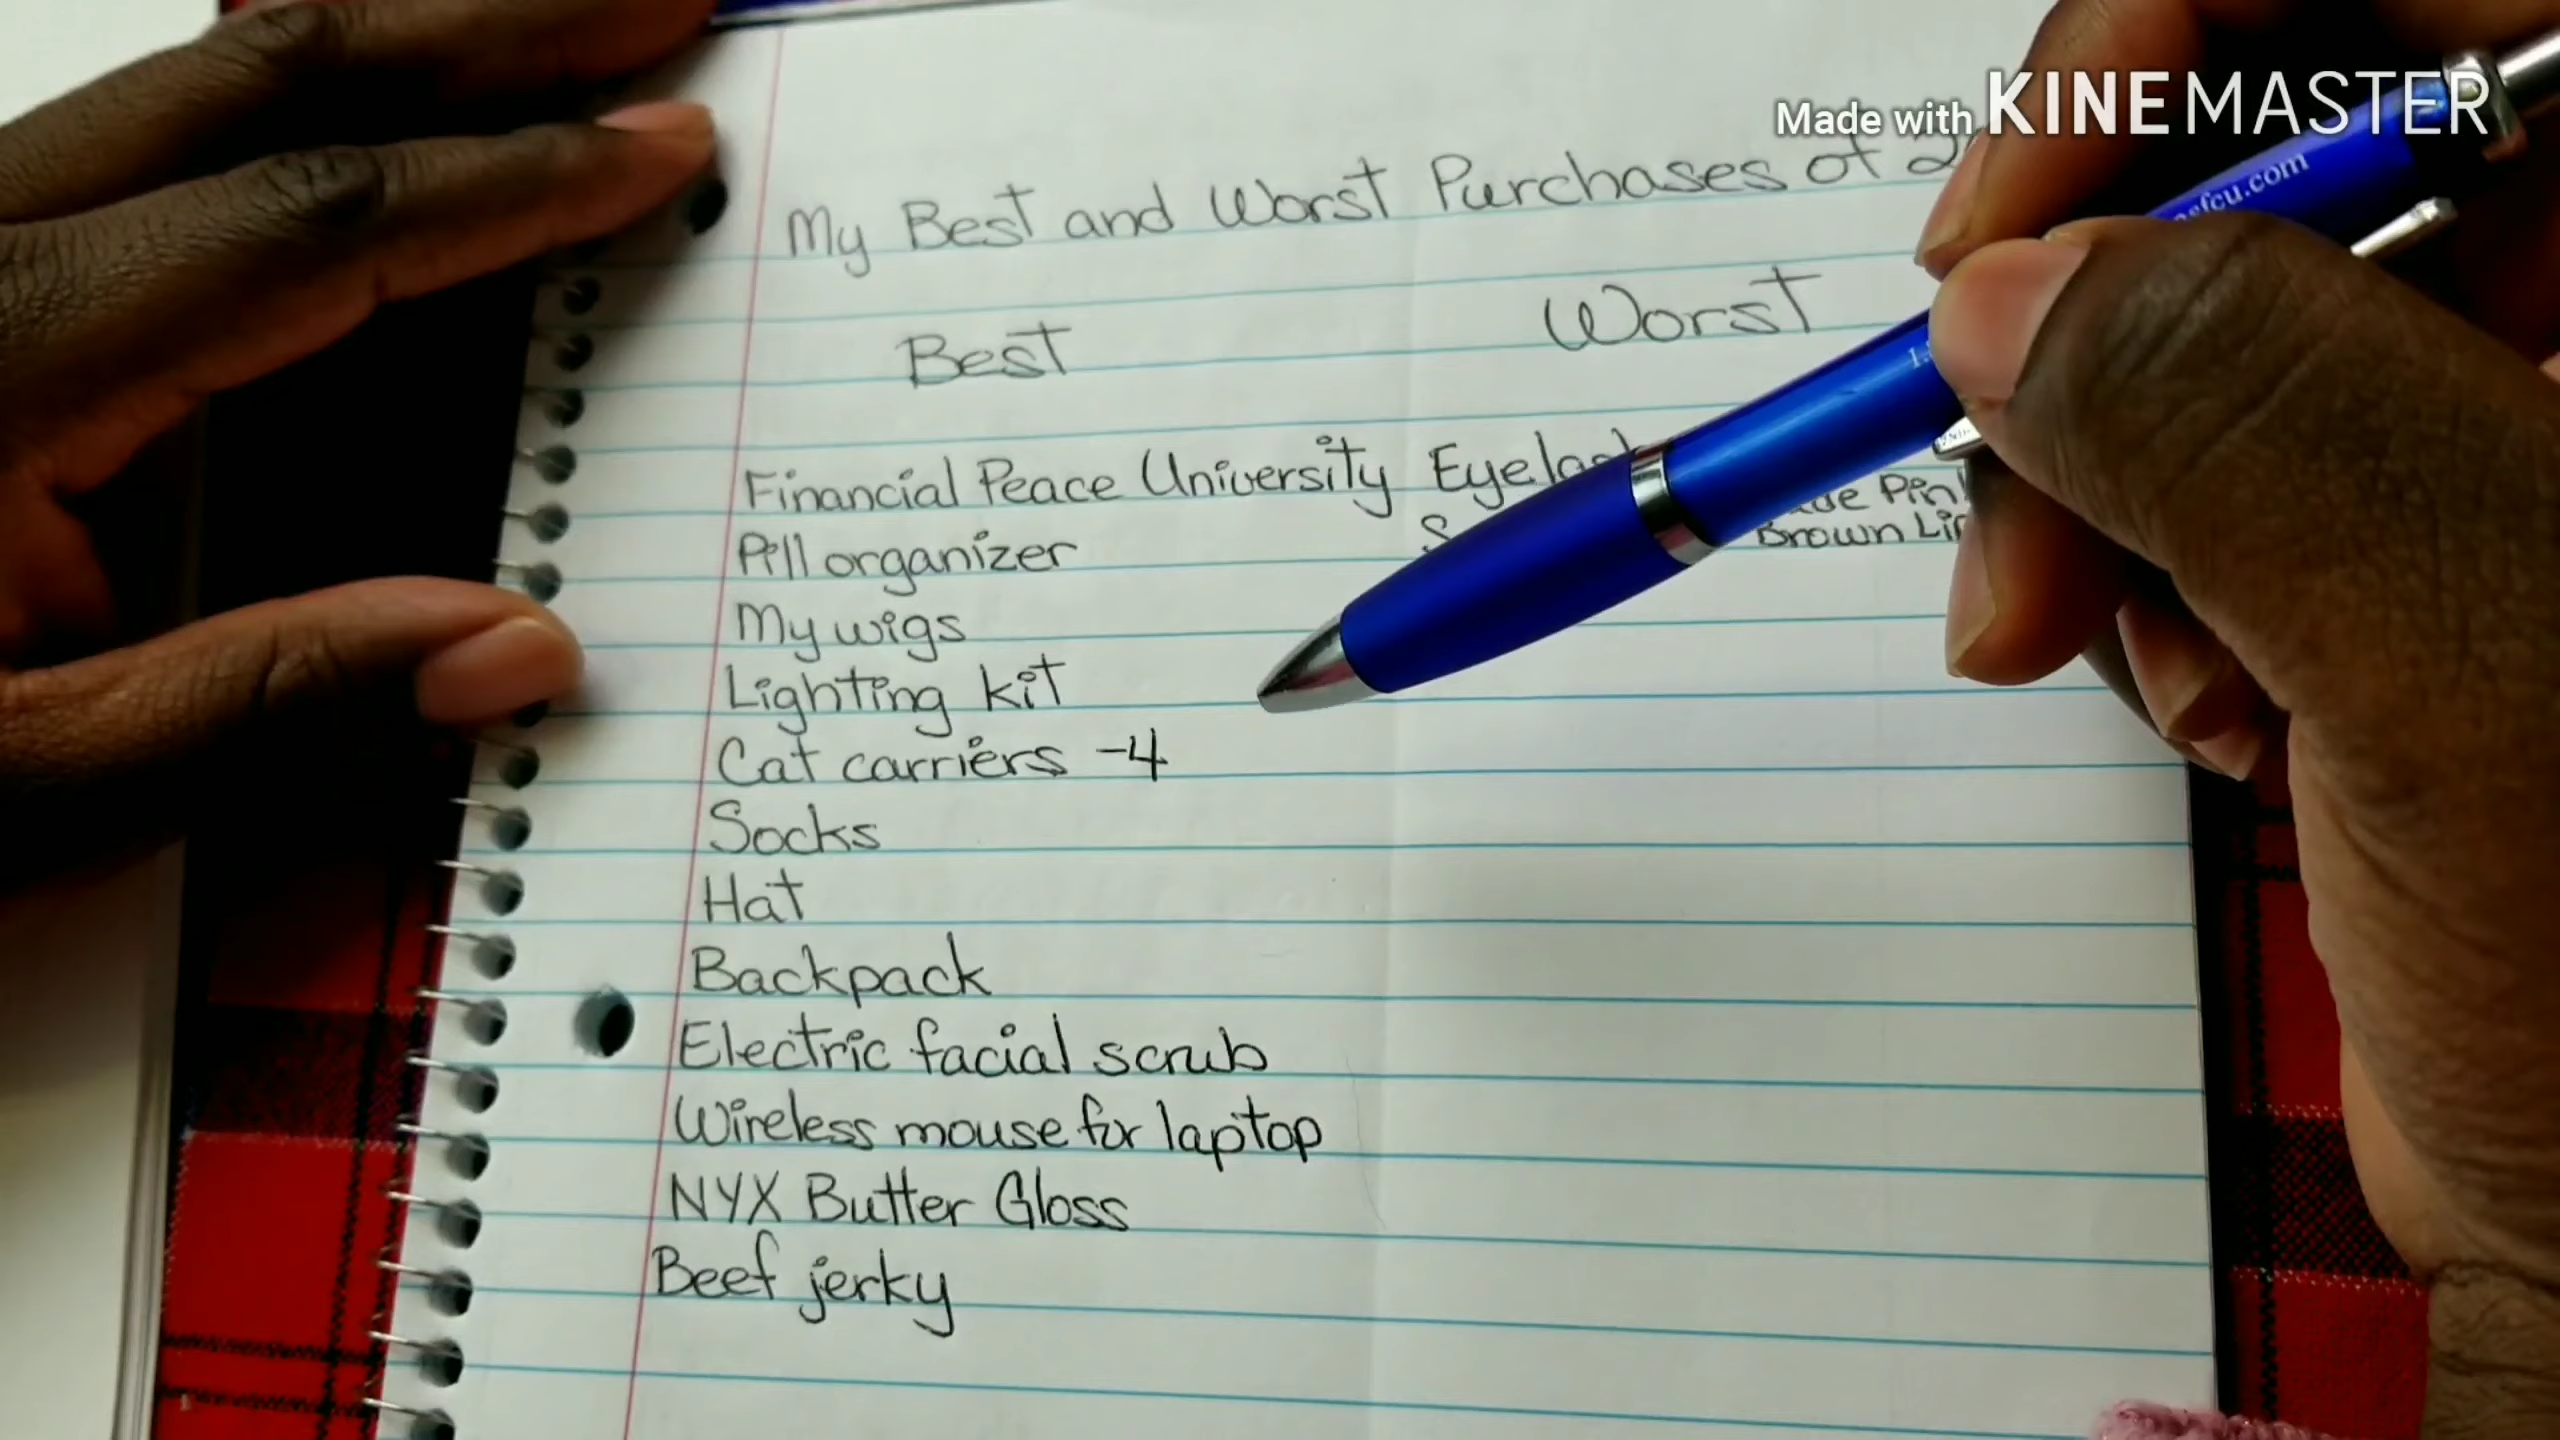 Made with KINEMASTER
My Best and Worst Purchases of
Best Worst
Financial Peace University
Pill organizer
Brown
My wigs
Lighting kit
Cat carriers -4
Socks
Hat
Backpack
Electric facial scrub
Wireless mouse for laptop
NYX Butter Gloss
Beef jerky